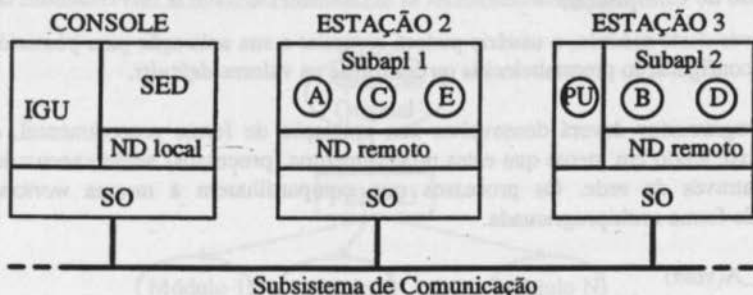 CONSOLE ESTAÇÃO 2 ESTAÇÃO 3
SED Subapl 1 Subapl 2
IGU A C E PU B D
ND local ND remoto ND remoto
SO SO SO
Subsistema de Comunicação